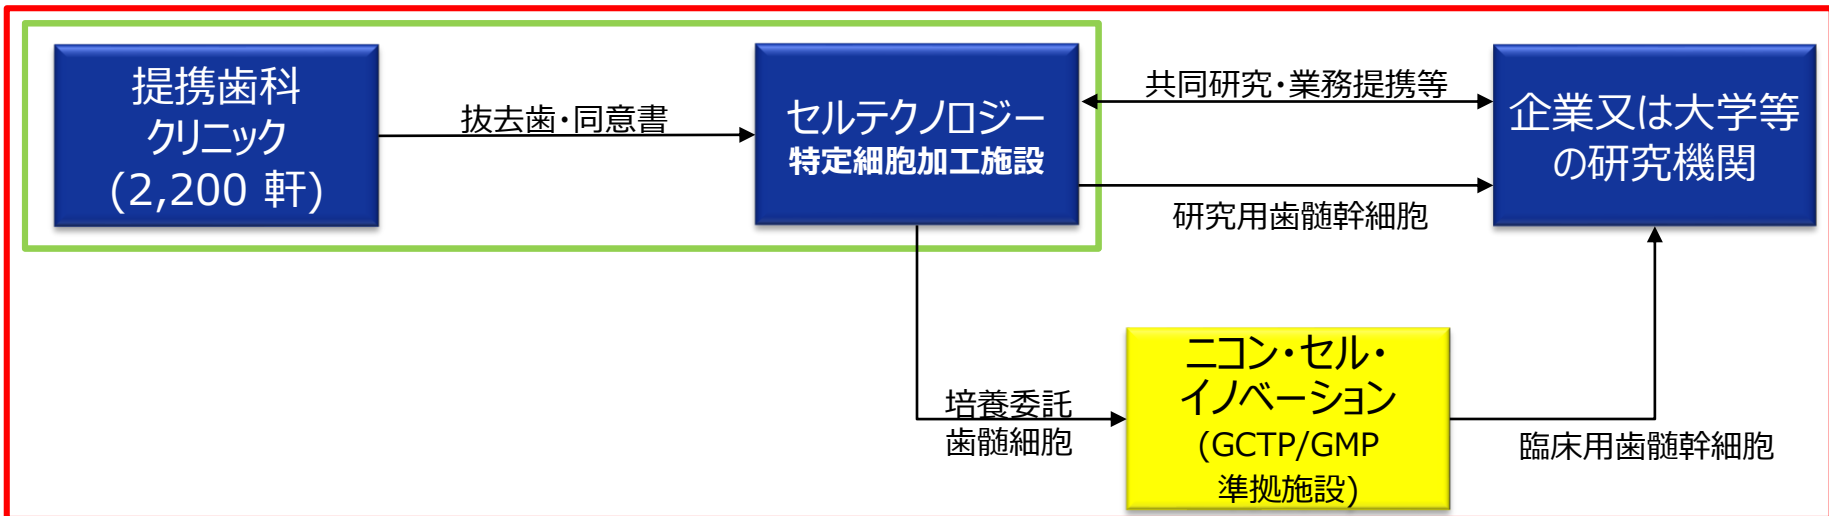 提携歯科
クリニック
(2,200 軒)
抜去歯・同意書
セルテクノロジー
特定細胞加工施設
共同研究・業務提携等
研究用歯髄幹細胞
企業又は大学等
の研究機関
培養委託
歯髄細胞
ニコン・セル・
イノベーション
(GCTP/GMP
準拠施設)
臨床用歯髄幹細胞